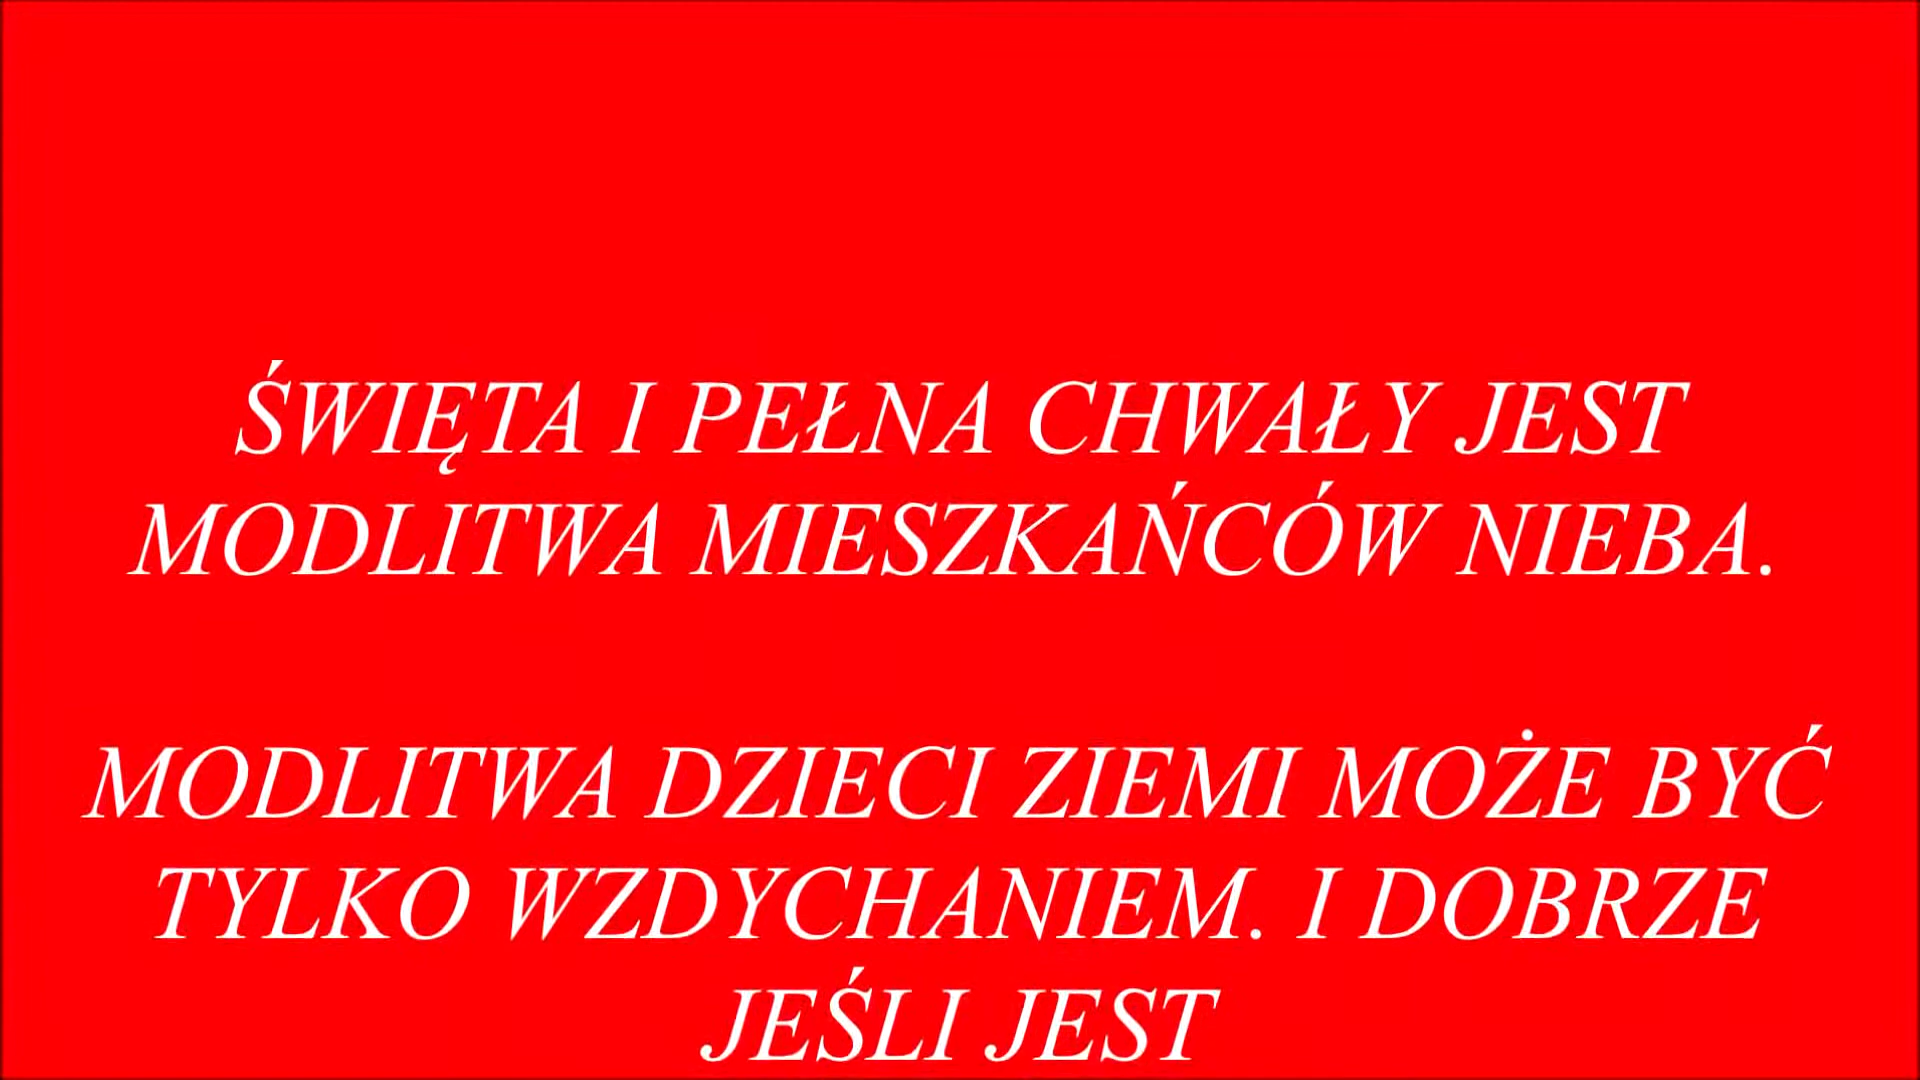 ŚWIĘTA I PEŁNA CHWAŁY JEST
MODLITWA MIESZKAŃCÓW NIEBA.
MODLITWA DZIECI ZIEMI MOŻE BYĆ
TYLKO WZDYCHANIEM. I DOBRZE
JEŚLI JEST